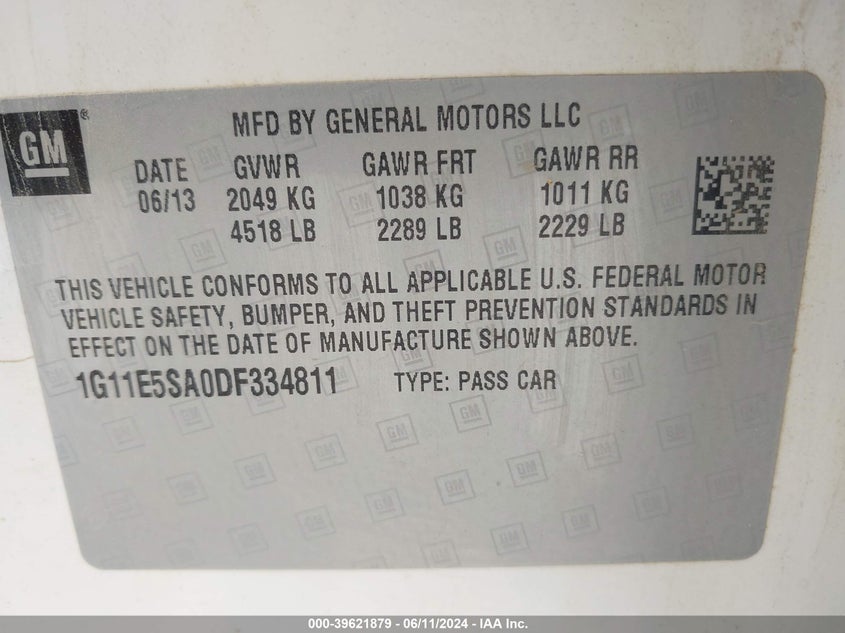 GM®
MFD BY GENERAL MOTORS LLC
DATE GVWR GAWR FRT GAWR RR
06/13 2049 KG 1038 KG 1011 KG
4518 LB 2289 LB 2229 LB
THIS VEHICLE CONFORMS TO ALL APPLICABLE U.S. FEDERAL MOTOR
VEHICLE SAFETY, BUMPER, AND THEFT PREVENTION STANDARDS IN
EFFECT ON THE DATE OF MANUFACTURE SHOWN ABOVE.
1G11E5SA0DF334811 TYPE: PASS CAR
000-39621879 - 06/11/2024 - IAA Inc.